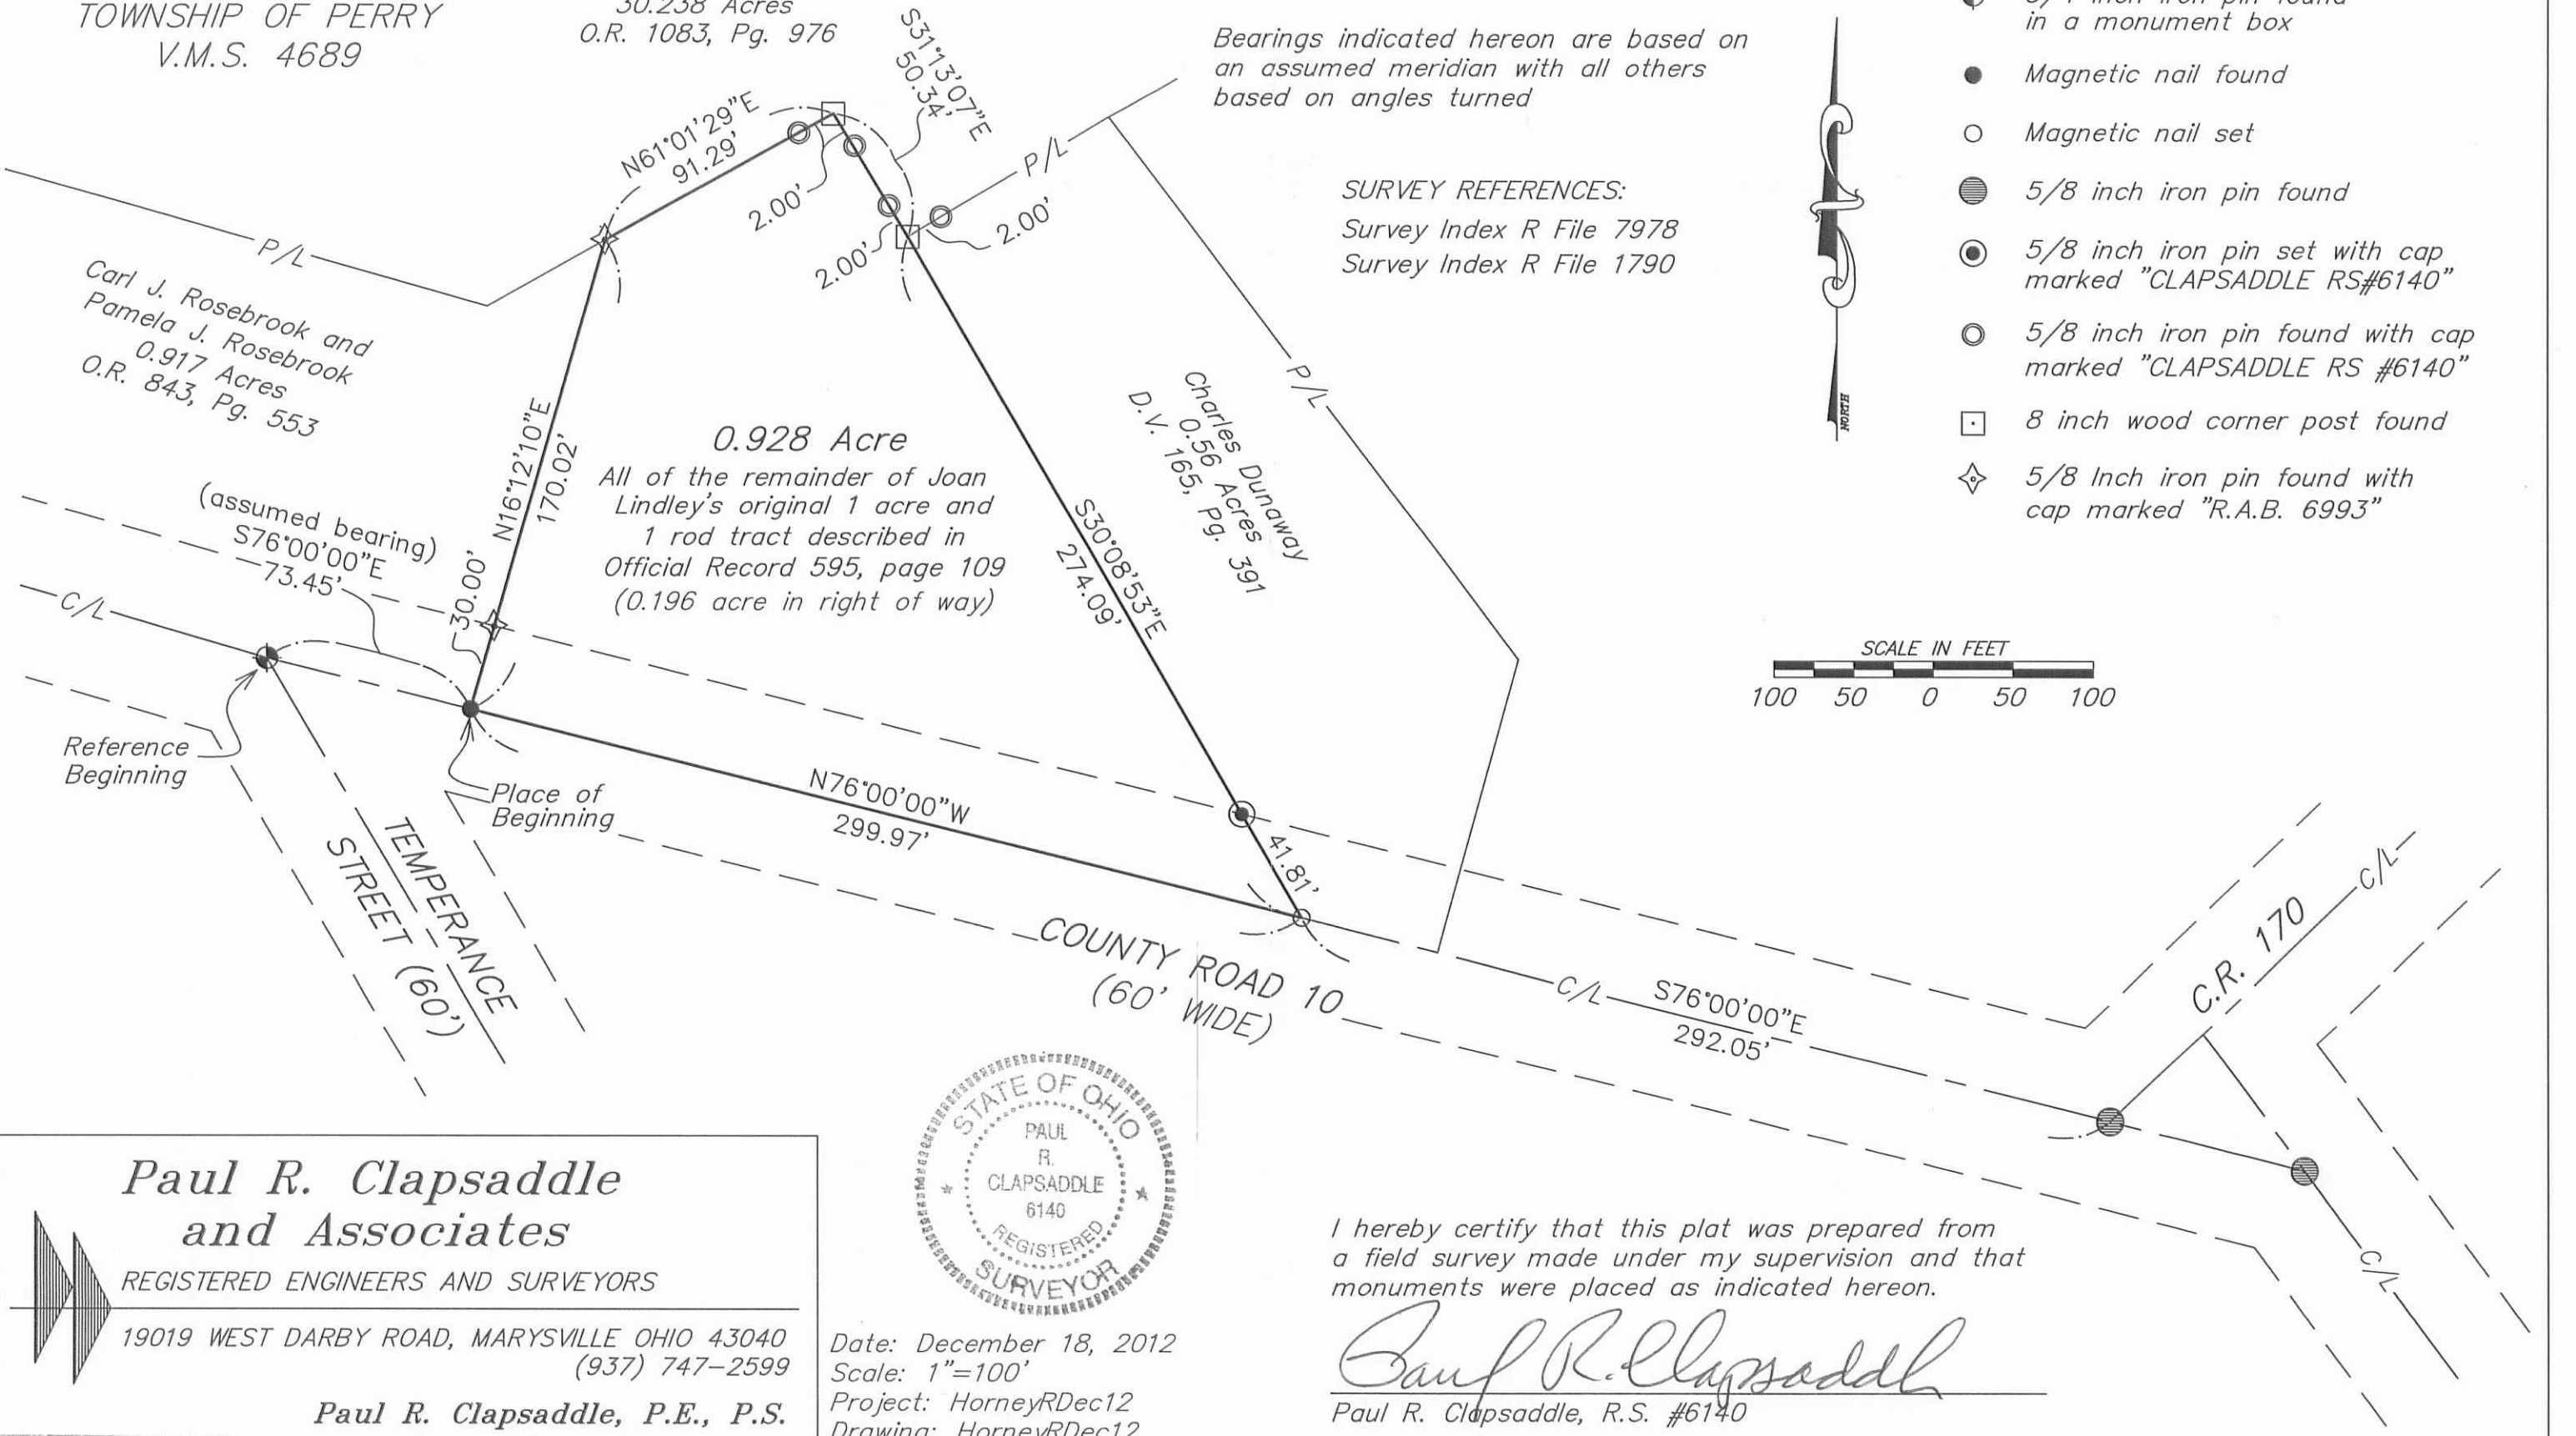 TOWNSHIP OF PERRY
V.M.S. 4689
30.238 Acres
O.R. 1083, Pg. 976
S31°13'07"E
50.34'
N61°01'29"E
91.29'
2.00'
2.00'
2.00'
P/L
P/L
P/L
Bearings indicated hereon are based on
an assumed meridian with all others
based on angles turned
SURVEY REFERENCES:
Survey Index R File 7978
Survey Index R File 1790
NORTH
in a monument box
Magnetic nail found
Magnetic nail set
5/8 inch iron pin found
5/8 inch iron pin set with cap
marked "CLAPSADDLE RS#6140"
5/8 inch iron pin found with cap
marked "CLAPSADDLE RS #6140"
8 inch wood corner post found
5/8 Inch iron pin found with
cap marked "R.A.B. 6993"
Carl J. Rosebrook and
Pamela J. Rosebrook
0.917 Acres
O.R. 843, Pg. 553
N16°12'10"E
170.02'
0.928 Acre
All of the remainder of Joan
Lindley's original 1 acre and
1 rod tract described in
Official Record 595, page 109
(0.196 acre in right of way)
Charles Dunaway
0.56 Acres
D.V. 165, Pg. 391
S30°08'53"E
274.09'
(assumed bearing)
S76°00'00"E
73.45'
30.00'
C/L
SCALE IN FEET
100 50 0 50 100
Reference
Beginning
Place of
Beginning
N76°00'00"W
299.97'
41.81'
TEMPERANCE
STREET (60')
COUNTY ROAD 10
(60' WIDE)
C/L
S76°00'00"E
292.05'
C.R. 170
C/L
C/L
Paul R. Clapsaddle
and Associates
REGISTERED ENGINEERS AND SURVEYORS
19019 WEST DARBY ROAD, MARYSVILLE OHIO 43040
(937) 747-2599
Paul R. Clapsaddle, P.E., P.S.
STATE OF OHIO
PAUL
R.
CLAPSADDLE
6140
REGISTERED
SURVEYOR
Date: December 18, 2012
Scale: 1"=100'
Project: HorneyRDec12
Drawing: HorneyRDec12
I hereby certify that this plat was prepared from
a field survey made under my supervision and that
monuments were placed as indicated hereon.
Paul R. Clapsaddle
Paul R. Clapsaddle, R.S. #6140